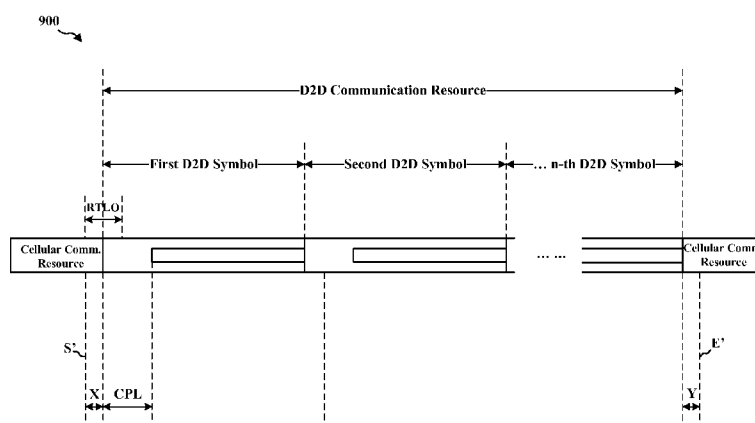 900
D2D Communication Resource
First D2D Symbol
Second D2D Symbol
... n-th D2D Symbol
RTLO
Cellular Comm.
Resource
... ...
Cellular Comm.
Resource
S'
E'
X
CPL
Y